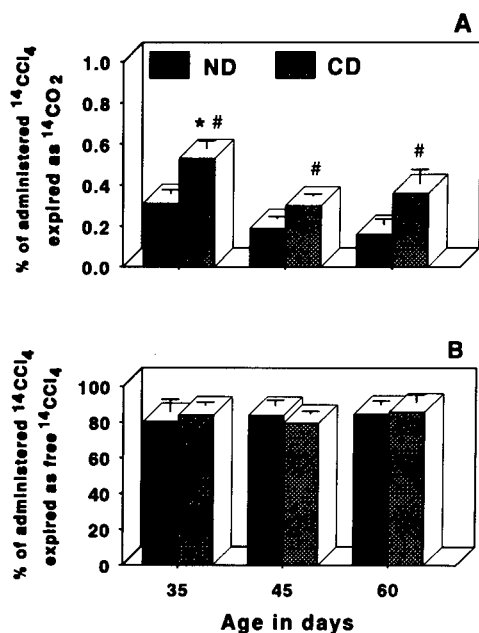 A
% of administered ¹⁴CCl₄
expired as ¹⁴CO₂
1.0
0.8
0.6
0.4
0.2
0.0
ND
CD
* #
#
#
B
% of administered ¹⁴CCl₄
expired as free ¹⁴CCl₄
100
80
60
40
20
0
35
45
60
Age in days